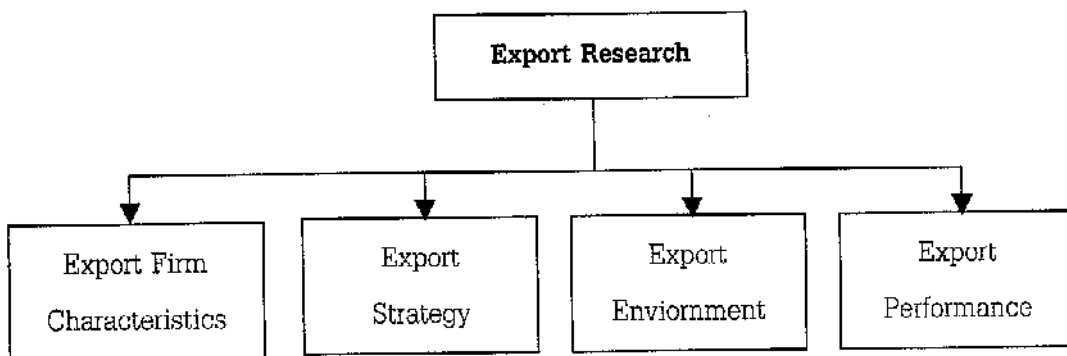 Export Research
Export Firm
Characteristics
Export
Strategy
Export
Enviornment
Export
Performance